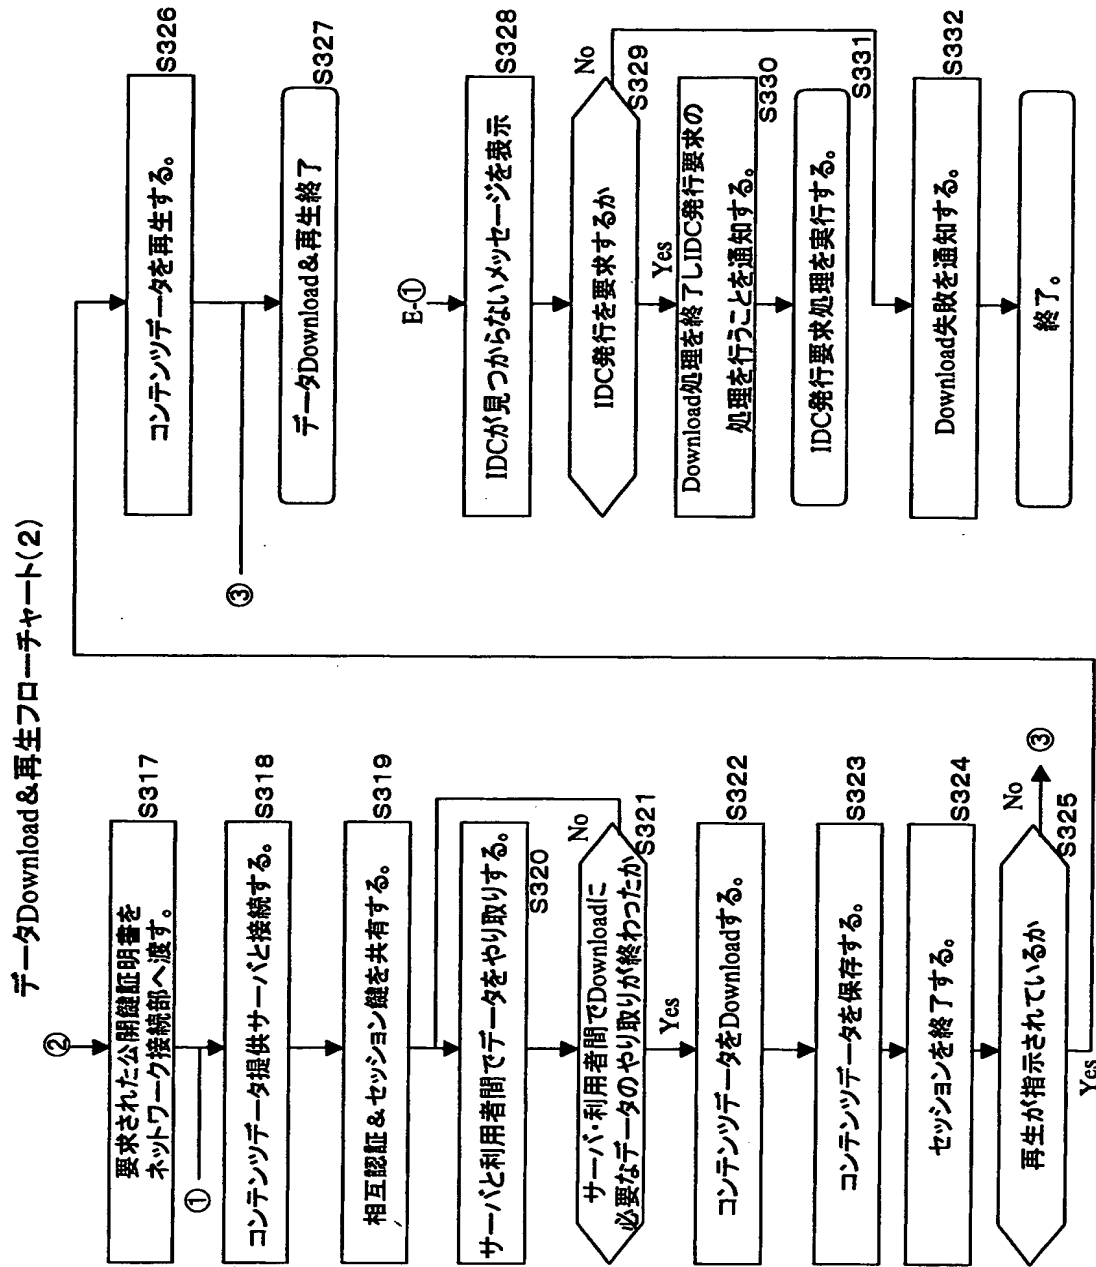 データDownload&再生フローチャート(2)
②
要求された公開鍵証明書を
ネットワーク接続部へ渡す。
S317
①
コンテンツデータ提供サーバと接続する。
S318
相互認証&セッション鍵を共有する。
S319
サーバと利用者間でデータをやり取りする。
S320
サーバ・利用者間でDownloadに
必要なデータのやり取りが終わったか
No
S321
Yes
コンテンツデータをDownloadする。
S322
コンテンツデータを保存する。
S323
セッションを終了する。
S324
再生が指示されているか
No
③
S325
Yes
コンテンツデータを再生する。
S326
③
データDownload&再生終了
S327
E-①
IDCが見つからないメッセージを表示
S328
IDC発行を要求するか
No
S329
Yes
Download処理を終了しIDC発行要求の
処理を行うことを通知する。
S330
IDC発行要求処理を実行する。
S331
Download失敗を通知する。
S332
終了。